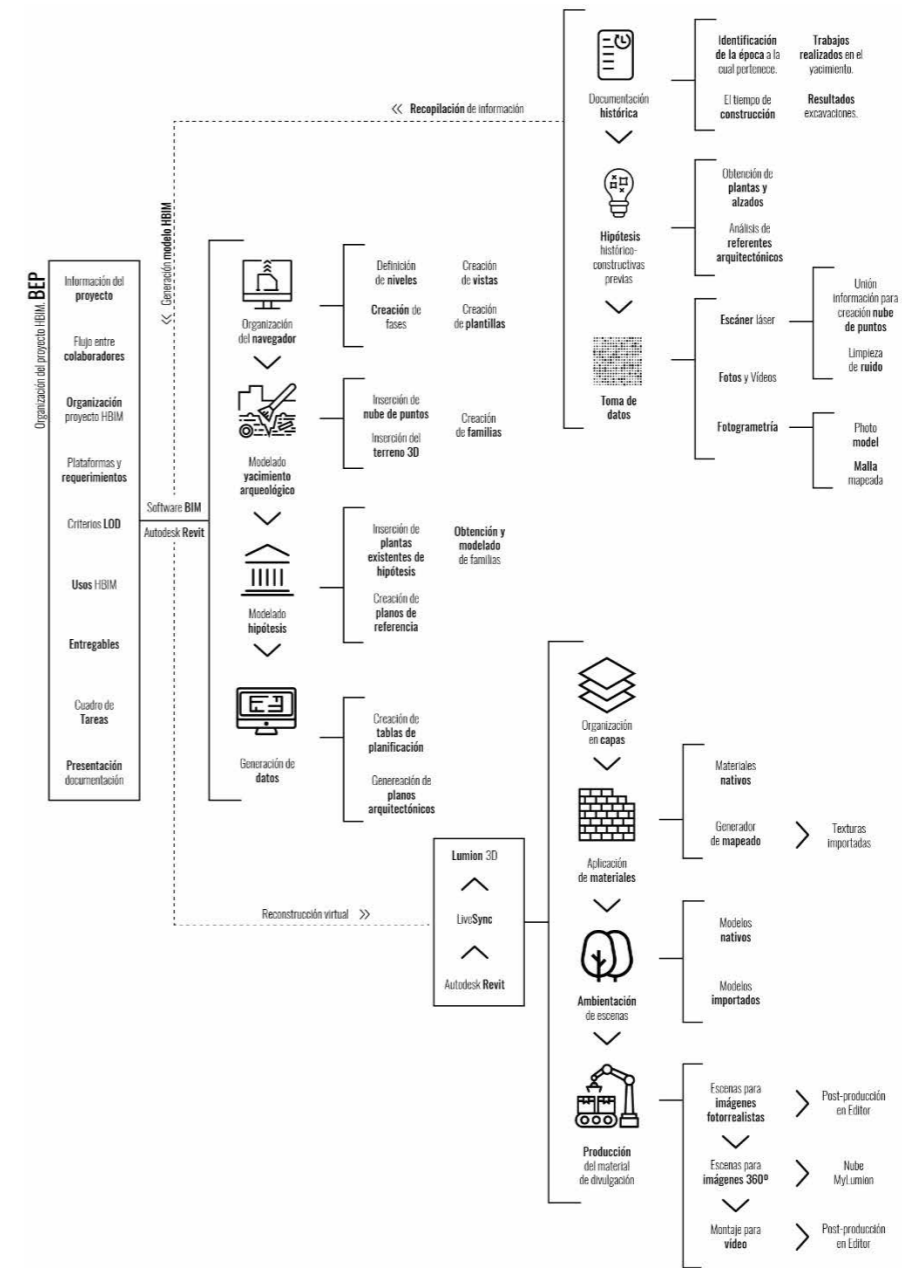 Organización del proyecto HBIM. BEP
Información del
proyecto
Flujo entre
colaboradores
Organización
proyecto HBIM
Plataformas y
requerimientos
Criterios LOD
Usos HBIM
Entregables
Cuadro de
Tareas
Presentación
documentación
<< Recopilación de información
<< Generación modelo HBIM
Software BIM
Autodesk Revit
Documentación
histórica
Identificación
de la época a la
cual pertenece.
Trabajos
realizados en el
yacimiento.
El tiempo de
construcción
Resultados
excavaciones.
Hipótesis
histórico-
constructivas
previas
Obtención de
plantas y
alzados
Análisis de
referentes
arquitectónicos
Toma de
datos
Escáner láser
Unión
información para
creación nube
de puntos
Limpieza
de ruido
Fotos y Vídeos
Fotogrametría
Photo
model
Malla
mapeada
Organización
del navegador
Definición
de niveles
Creación
de vistas
Creación de
fases
Creación
de plantillas
Modelado
yacimiento
arqueológico
Inserción de
nube de puntos
Inserción del
terreno 3D
Creación
de familias
Modelado
hipótesis
Inserción de
plantas
existentes de
hipótesis
Obtención y
modelado
de familias
Creación de
planos de
referencia
Generación de
datos
Creación de
tablas de
planificación
Genereación de
planos
arquitectónicos
Reconstrucción virtual >>
Lumion 3D
LiveSync
Autodesk Revit
Organización
en capas
Aplicación
de materiales
Materiales
nativos
Generador
de mapeado
Texturas
importadas
Ambientación
de escenas
Modelos
nativos
Modelos
importados
Producción
del material
de divulgación
Escenas para
imágenes
fotorrealistas
Post-producción
en Editor
Escenas para
imágenes 360º
Nube
MyLumion
Montaje para
vídeo
Post-producción
en Editor